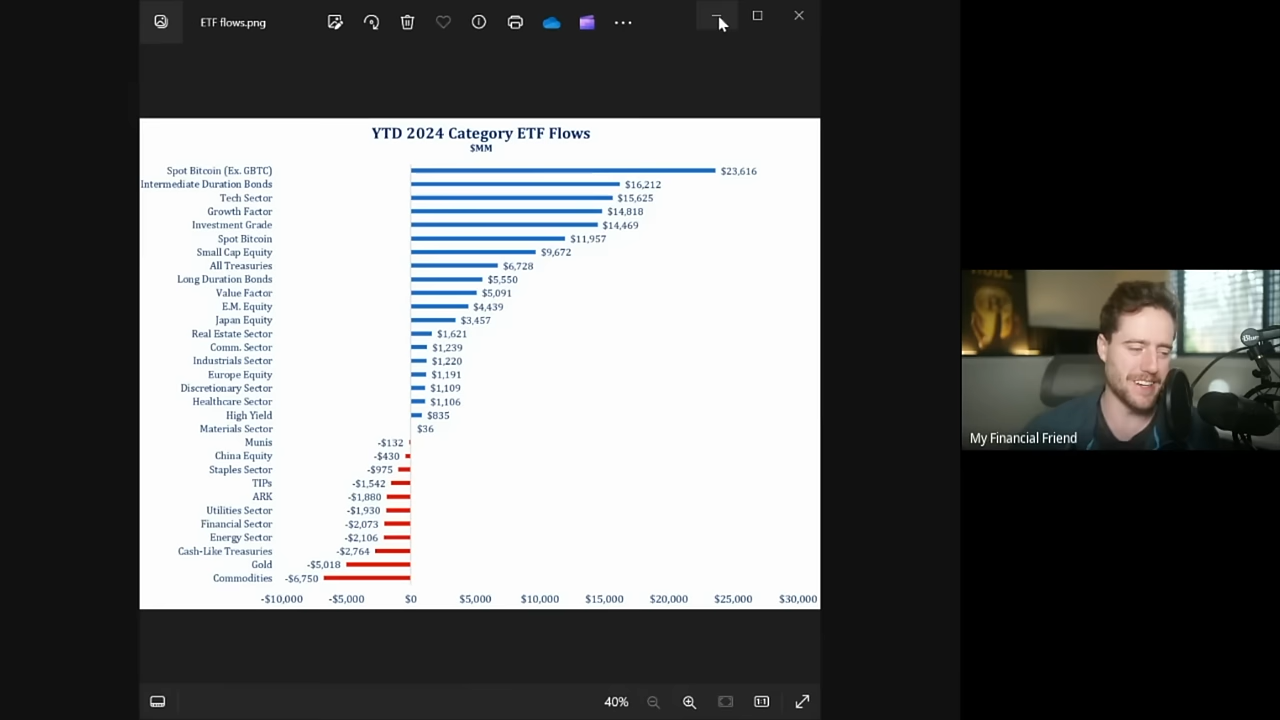 ETF flows.png
YTD 2024 Category ETF Flows
$MM
Spot Bitcoin (Ex. GBTC) $23,616
Intermediate Duration Bonds $16,212
Tech Sector $15,625
Growth Factor $14,818
Investment Grade $14,469
Spot Bitcoin $11,957
Small Cap Equity $9,672
All Treasuries $6,728
Long Duration Bonds $5,550
Value Factor $5,091
E.M. Equity $4,439
Japan Equity $3,457
Real Estate Sector $1,621
Comm. Sector $1,239
Industrials Sector $1,220
Europe Equity $1,191
Discretionary Sector $1,109
Healthcare Sector $1,106
High Yield $835
Materials Sector $36
Munis -$132
China Equity -$430
Staples Sector -$975
TIPs -$1,542
ARK -$1,880
Utilities Sector -$1,930
Financial Sector -$2,073
Energy Sector -$2,106
Cash-Like Treasuries -$2,764
Gold -$5,018
Commodities -$6,750
-$10,000 -$5,000 $0 $5,000 $10,000 $15,000 $20,000 $25,000 $30,000
40%
1:1
Blue
My Financial Friend